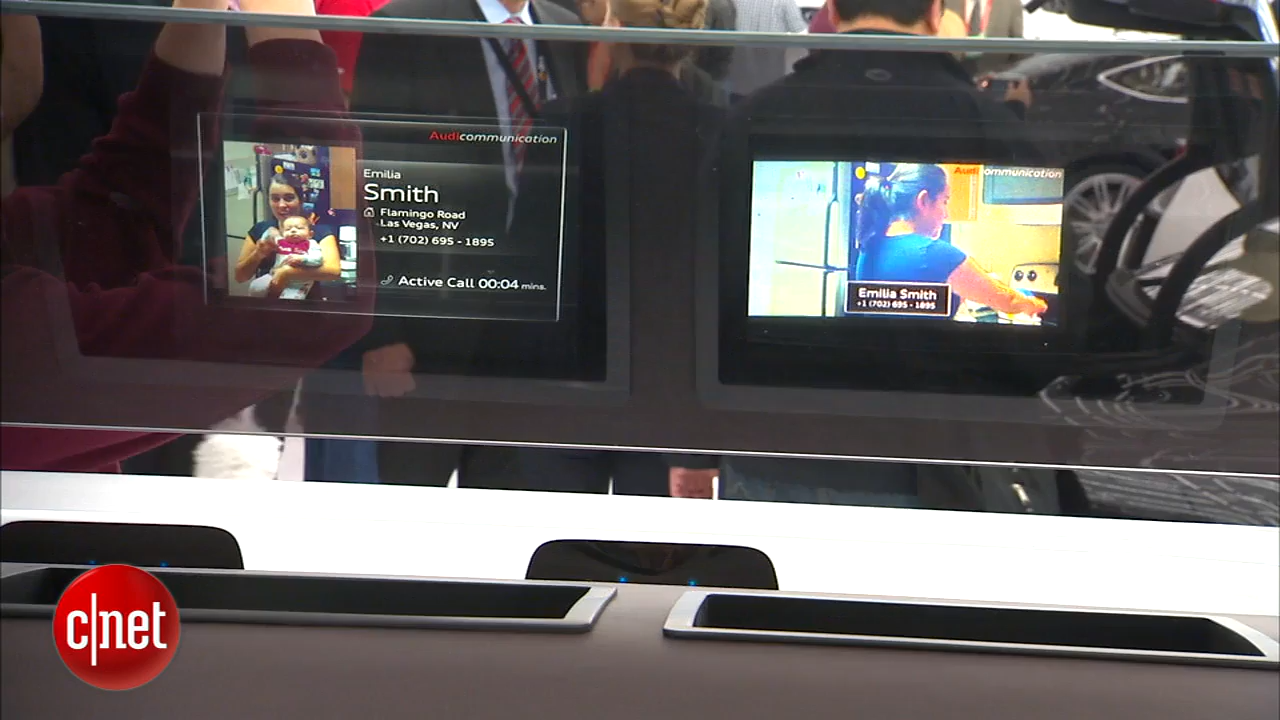 Audicommunication
Emilia
Smith
Flamingo Road
Las Vegas, NV
+1 (702) 695 - 1895
Active Call 00:04 mins.
Audicommunication
Emilia Smith
+1 (702) 695 - 1895
c|net